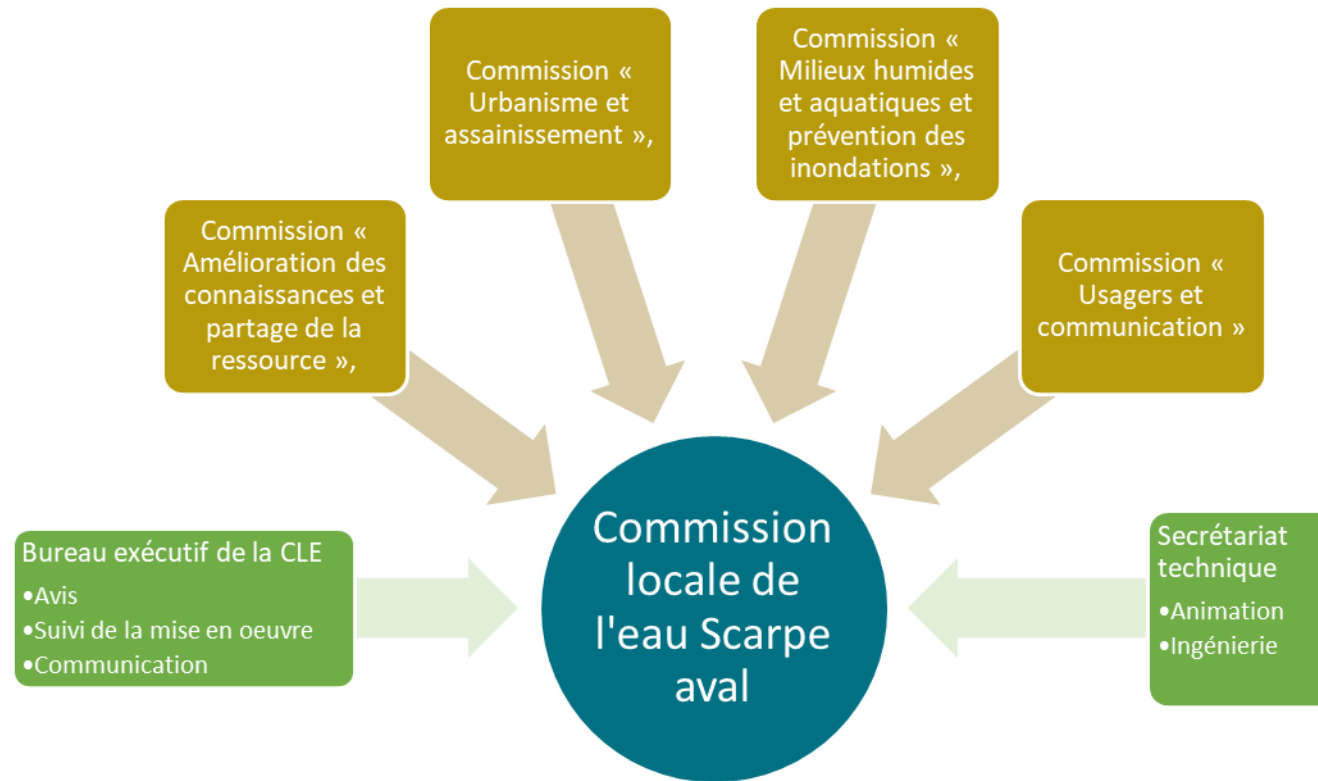 Commission «
Urbanisme et
assainissement »,
Commission «
Milieux humides
et aquatiques et
prévention des
inondations »,
Commission «
Amélioration des
connaissances et
partage de la
ressource »,
Commission «
Usagers et
communication »
Bureau exécutif de la CLE
•Avis
•Suivi de la mise en oeuvre
•Communication
Commission
locale de
l'eau Scarpe
aval
Secrétariat
technique
•Animation
•Ingénierie